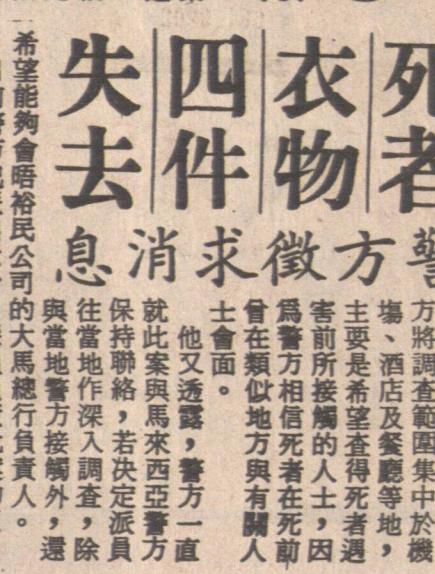 死者
衣物
四件
失去
警方徵求消息
方將調查範圍集中於機
塲、酒店及餐廳等地，
主要是希望查得死者遇
害前所接觸的人士，因
爲警方相信死者在死前
曾在類似地方與有關人
士會面。
他又透露，警方一直
就此案與馬來西亞警方
保持聯絡，若決定派員
往當地作深入調查，除
與當地警方接觸外，還
希望能夠會晤裕民公司的大馬總行負責人。